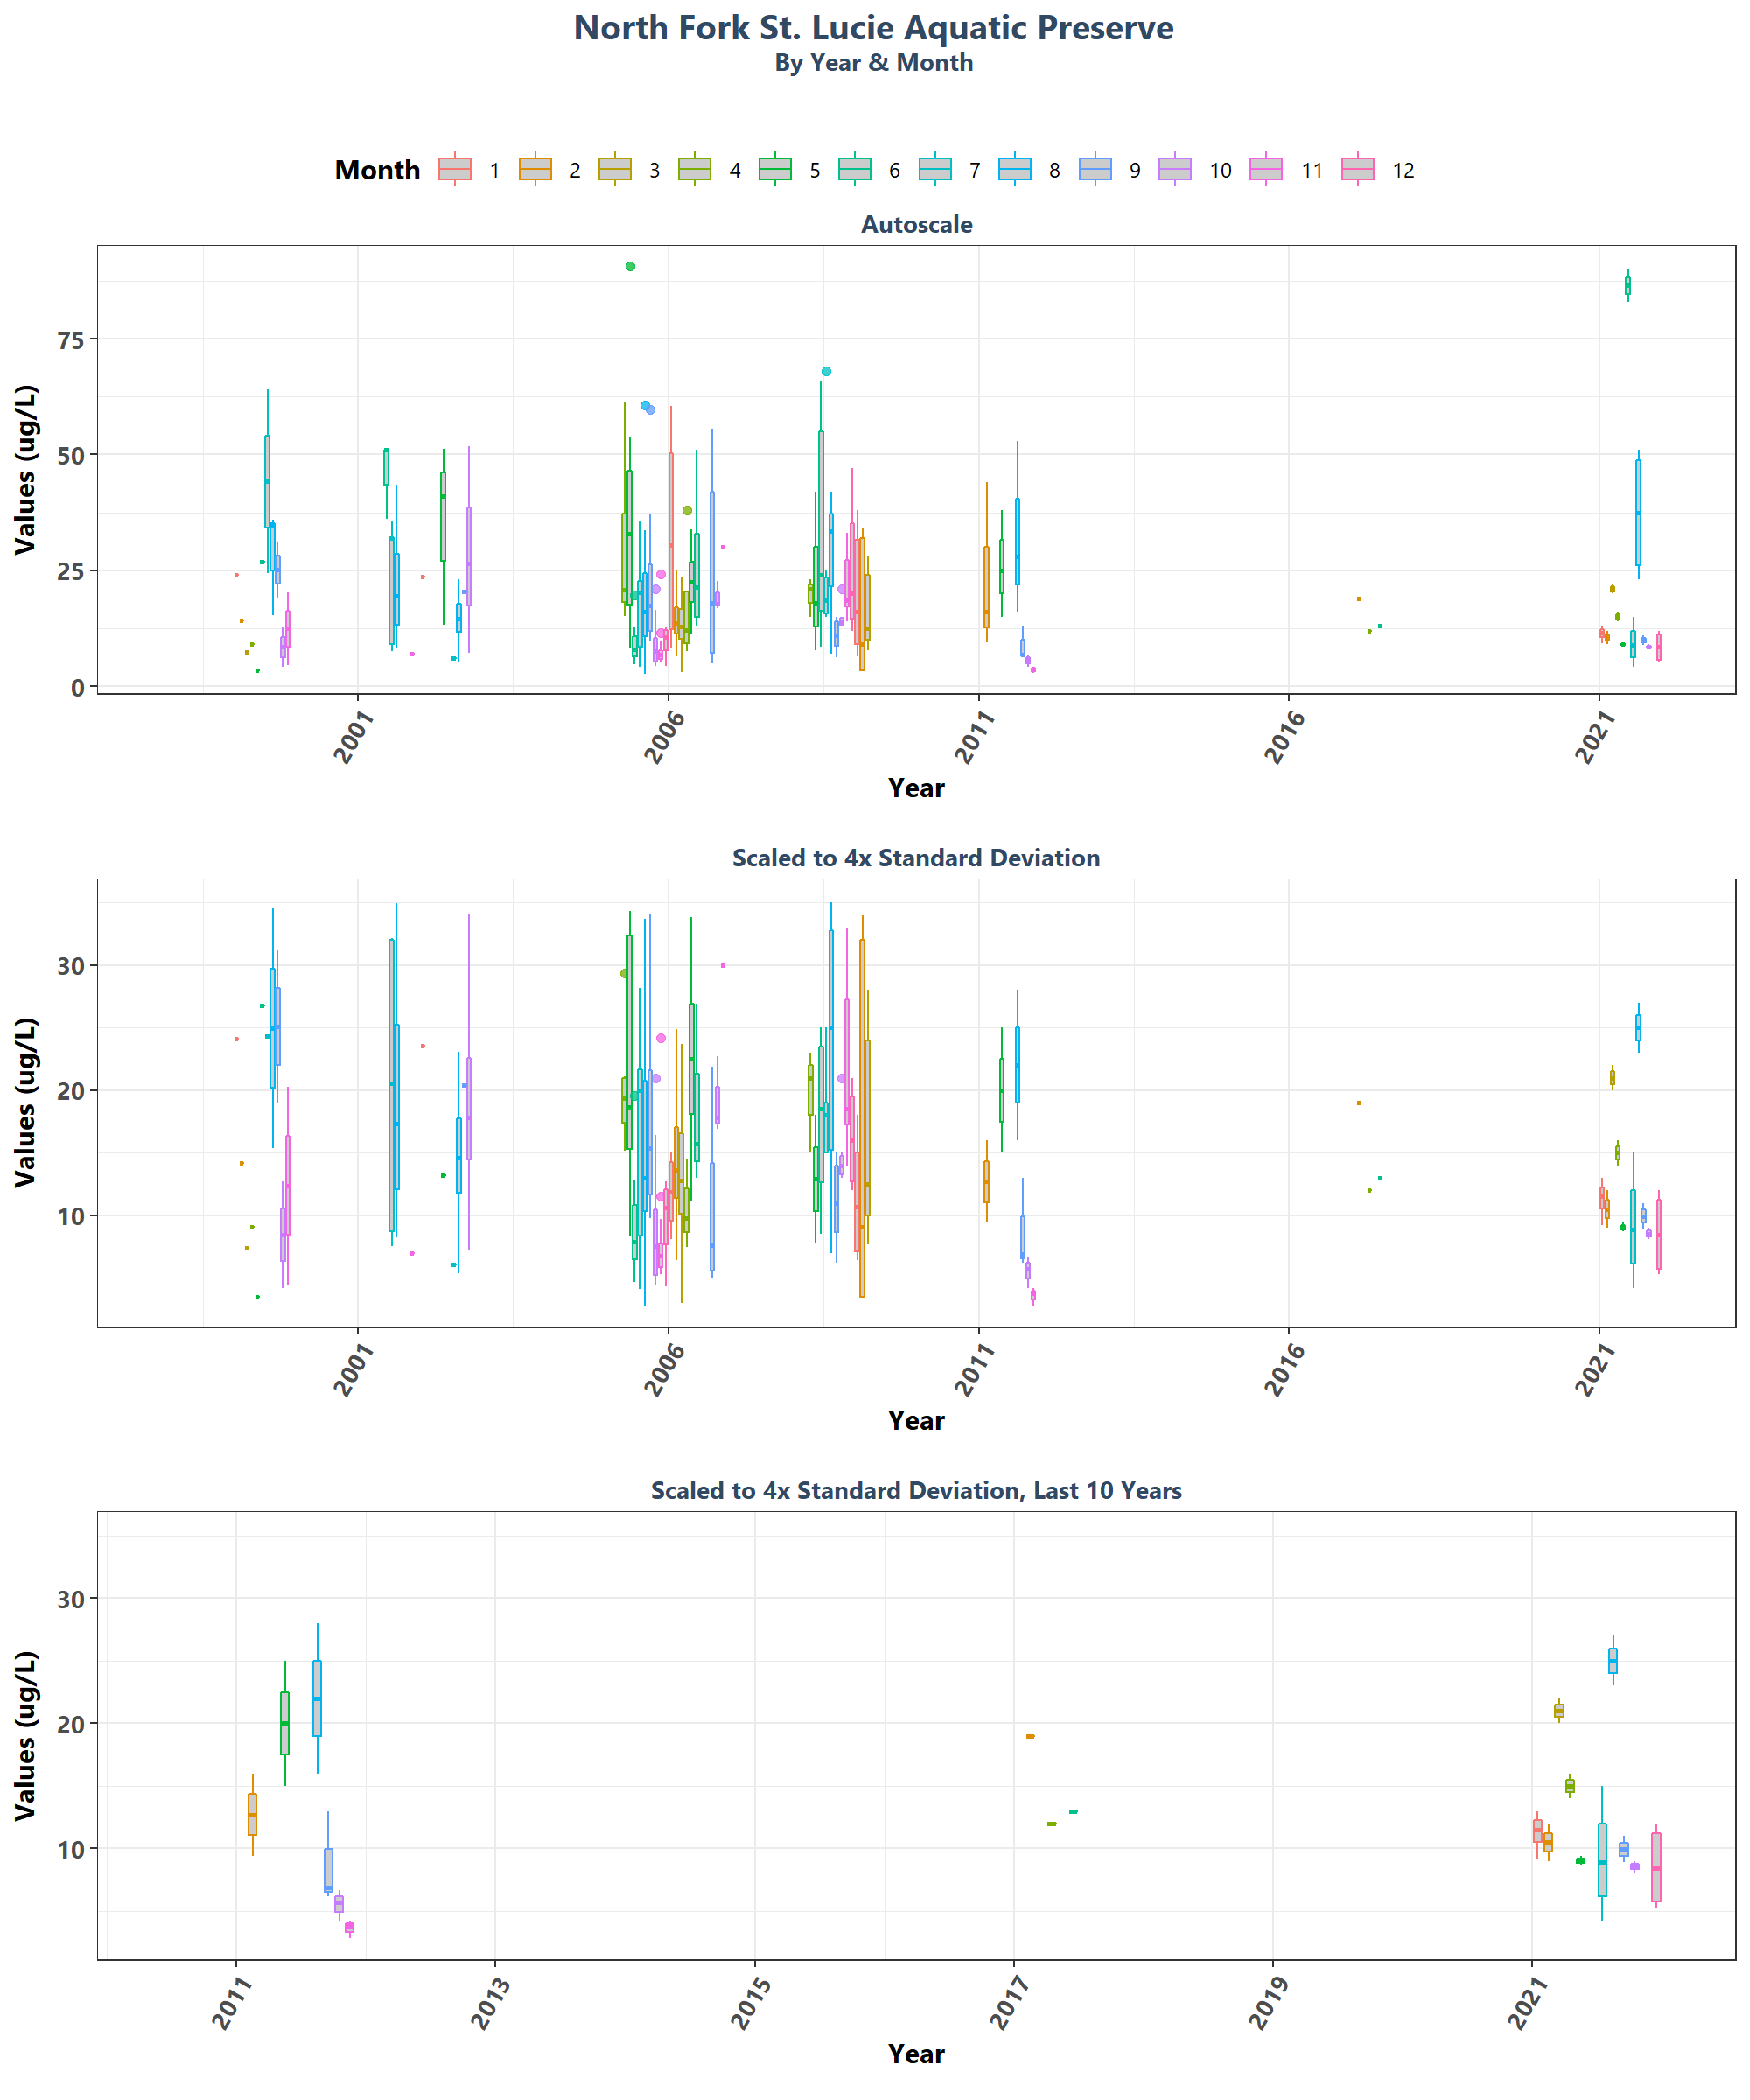 North Fork St. Lucie Aquatic Preserve
By Year & Month
Month 1 2 3 4 5 6 7 8 9 10 11 12
Autoscale
Values (ug/L)
75
50
25
0
2001 2006 2011 2016 2021
Year
Scaled to 4x Standard Deviation
Values (ug/L)
30
20
10
2001 2006 2011 2016 2021
Year
Scaled to 4x Standard Deviation, Last 10 Years
Values (ug/L)
30
20
10
2011 2013 2015 2017 2019 2021
Year